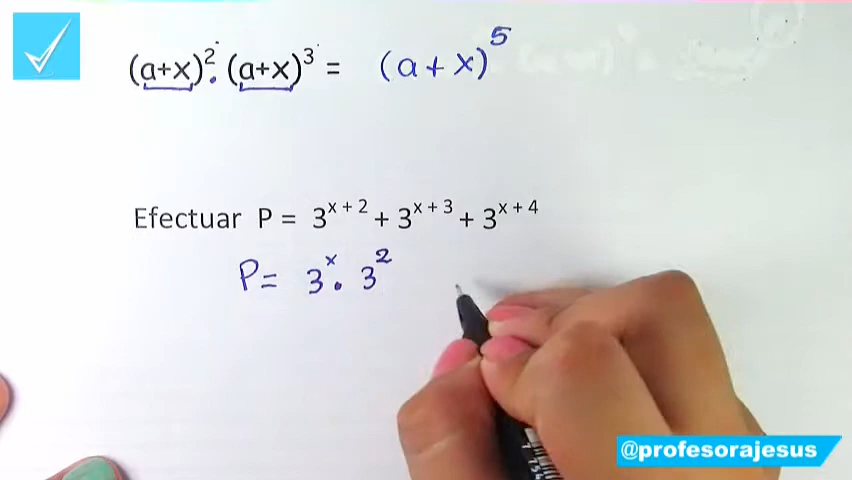 (a+x)².(a+x)³ = (a+x)⁵
Efectuar P = 3ˣ⁺² + 3ˣ⁺³ + 3ˣ⁺⁴
P= 3ˣ . 3²
@profesorajesus